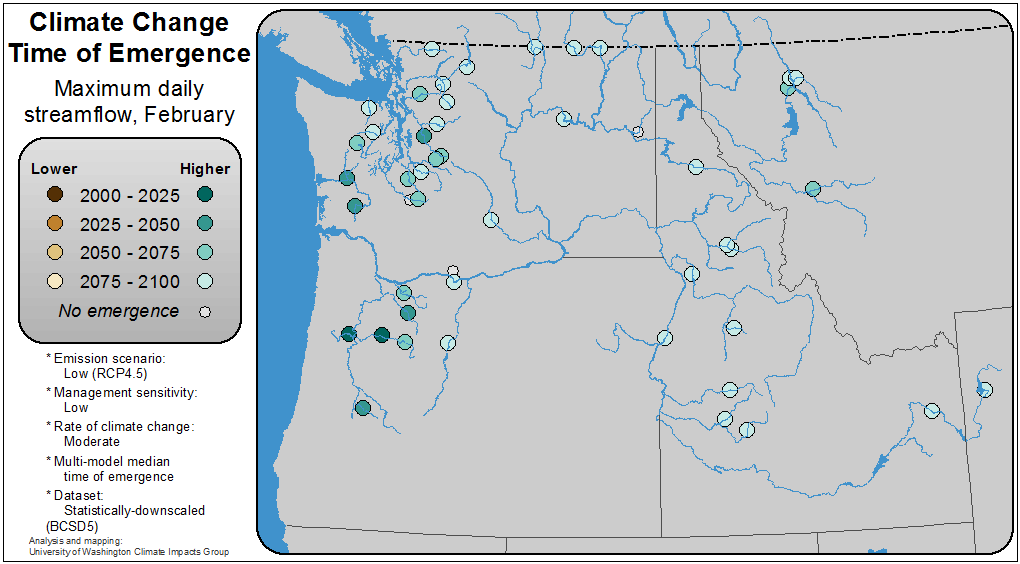 Climate Change
Time of Emergence
Maximum daily
streamflow, February
Lower Higher
2000 - 2025
2025 - 2050
2050 - 2075
2075 - 2100
No emergence
* Emission scenario:
Low (RCP4.5)
* Management sensitivity:
Low
* Rate of climate change:
Moderate
* Multi-model median
time of emergence
* Dataset:
Statistically-downscaled
(BCSD5)
Analysis and mapping:
University of Washington Climate Impacts Group